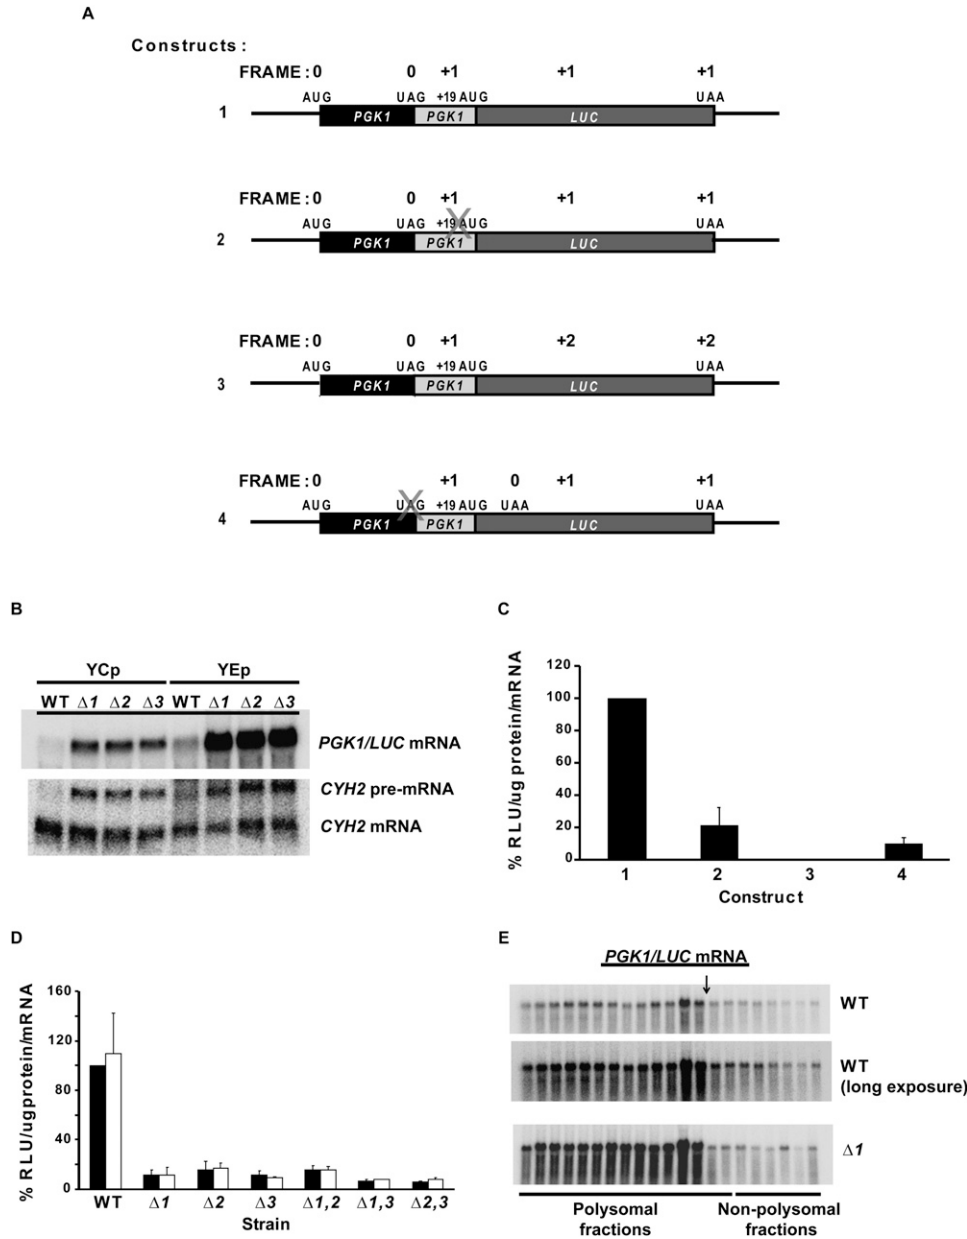 A
Constructs :
FRAME : 0 0 +1 +1 +1
AUG UAG +19 AUG UAA
1 PGK1 PGK1 LUC
FRAME : 0 0 +1 +1 +1
AUG UAG +19 AUG UAA
2 PGK1 PGK1 LUC
FRAME : 0 0 +1 +2 +2
AUG UAG +19 AUG UAA
3 PGK1 PGK1 LUC
FRAME : 0 +1 0 +1 +1
AUG UAG +19 AUG UAA UAA
4 PGK1 PGK1 LUC
B
YCp YEp
WT Δ1 Δ2 Δ3 WT Δ1 Δ2 Δ3
PGK1/LUC mRNA
CYH2 pre-mRNA
CYH2 mRNA
C
% RLU/ug protein/mRNA
120
100
80
60
40
20
0
1 2 3 4
Construct
D
% RLU/ugprotein/mRNA
160
120
80
40
0
WT Δ1 Δ2 Δ3 Δ1,2 Δ1,3 Δ2,3
Strain
E
PGK1/LUC mRNA
WT
WT
(long exposure)
Δ1
Polysomal Non-polysomal
fractions fractions